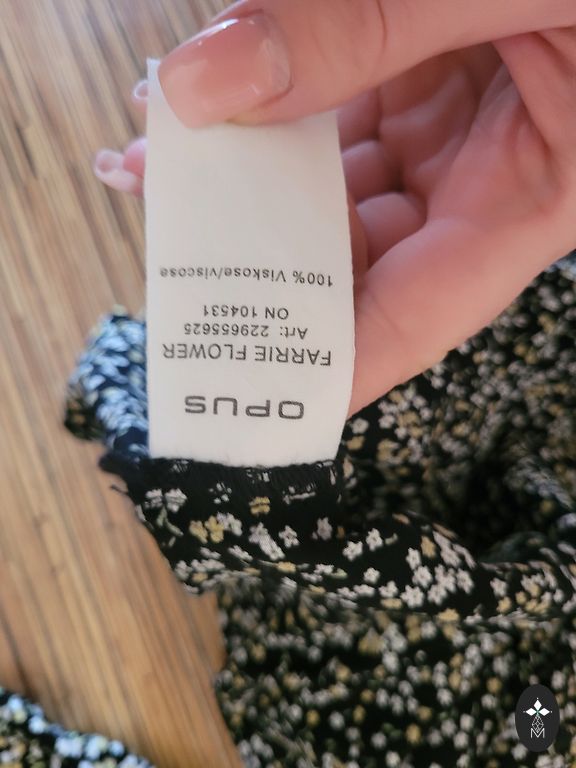 OPUS
FARRIE FLOWER
Art: 229655625
ON 104531
100% Viskose/viscose
M